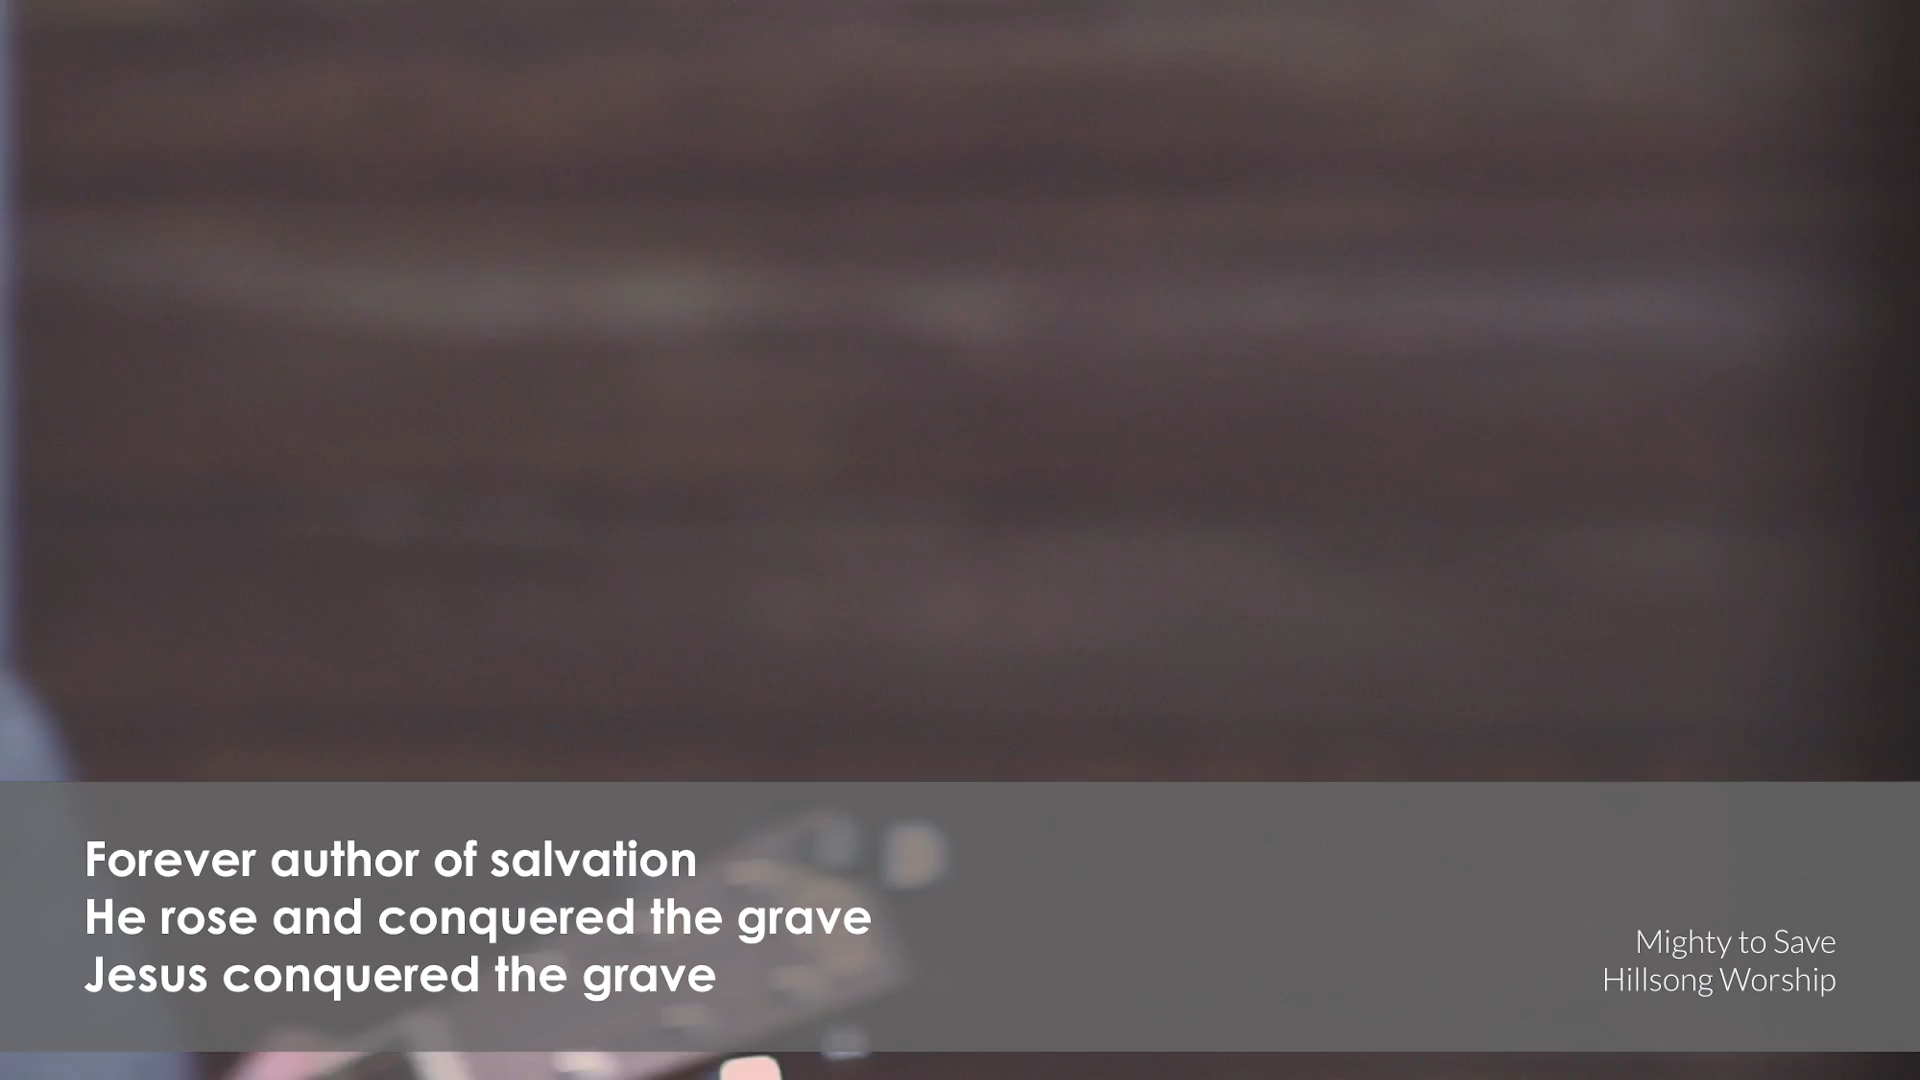 Forever author of salvation
He rose and conquered the grave
Jesus conquered the grave
Mighty to Save
Hillsong Worship